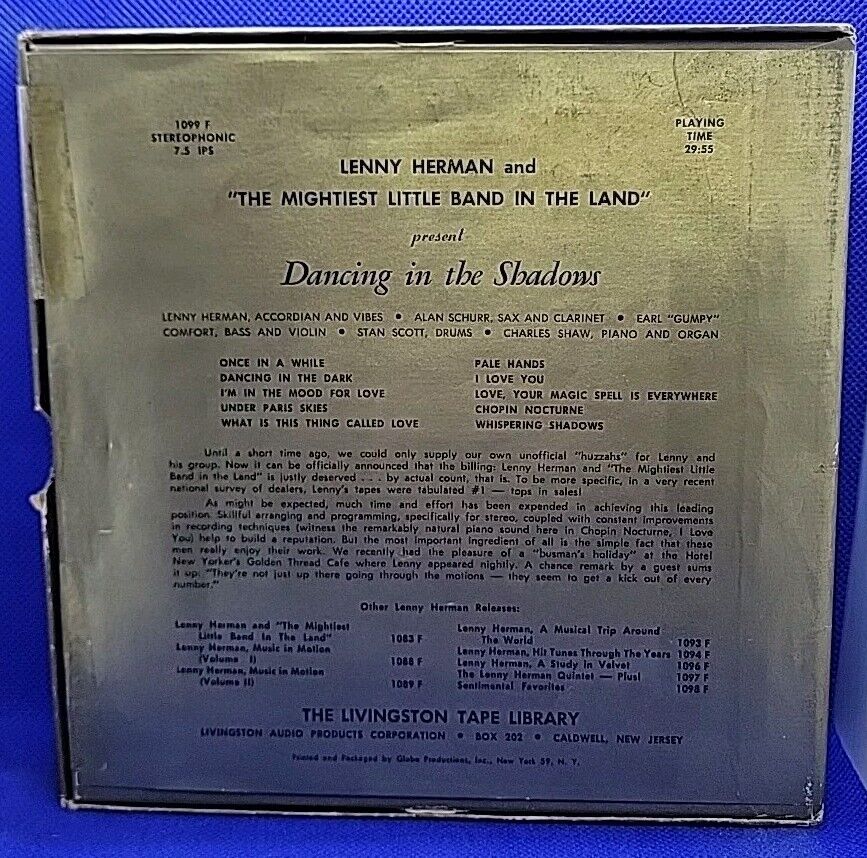 1099 F
STEREOPHONIC
7.5 IPS
PLAYING
TIME
29:55
LENNY HERMAN and
"THE MIGHTIEST LITTLE BAND IN THE LAND"
present
Dancing in the Shadows
LENNY HERMAN, ACCORDIAN AND VIBES • ALAN SCHURR, SAX AND CLARINET • EARL "GUMPY"
COMFORT, BASS AND VIOLIN • STAN SCOTT, DRUMS • CHARLES SHAW, PIANO AND ORGAN
ONCE IN A WHILE
DANCING IN THE DARK
I'M IN THE MOOD FOR LOVE
UNDER PARIS SKIES
WHAT IS THIS THING CALLED LOVE
PALE HANDS
I LOVE YOU
LOVE, YOUR MAGIC SPELL IS EVERYWHERE
CHOPIN NOCTURNE
WHISPERING SHADOWS
Until a short time ago, we could only supply our own unofficial "huzzahs" for Lenny and
his group. Now it can be officially announced that the billing: Lenny Herman and "The Mightiest Little
Band in the Land" is justly deserved . . . by actual count, that is. To be more specific, in a very recent
national survey of dealers, Lenny's tapes were tabulated #1 — tops in sales!
As might be expected, much time and effort has been expended in achieving this leading
position. Skillful arranging and programming, specifically for stereo, coupled with constant improvements
in recording techniques (witness the remarkably natural piano sound here in Chopin Nocturne, I Love
You) help to build a reputation. But the most important ingredient of all is the simple fact that these
men really enjoy their work. We recently had the pleasure of a "busman's holiday" at the Hotel
New Yorker's Golden Thread Cafe where Lenny appeared nightly. A chance remark by a guest sums
it up: "They're not just up there going through the motions — they seem to get a kick out of every
number."
Other Lenny Herman Releases:
Lenny Herman and "The Mightiest
Little Band In The Land" 1083 F
Lenny Herman, Music in Motion
(Volume I) 1088 F
Lenny Herman, Music in Motion
(Volume II) 1089 F
Lenny Herman, A Musical Trip Around
The World 1093 F
Lenny Herman, Hit Tunes Through The Years 1094 F
Lenny Herman, A Study in Velvet 1096 F
The Lenny Herman Quintet — Plus! 1097 F
Sentimental Favorites 1098 F
THE LIVINGSTON TAPE LIBRARY
LIVINGSTON AUDIO PRODUCTS CORPORATION • BOX 202 • CALDWELL, NEW JERSEY
Printed and Packaged by Globe Productions, Inc., New York 59, N. Y.